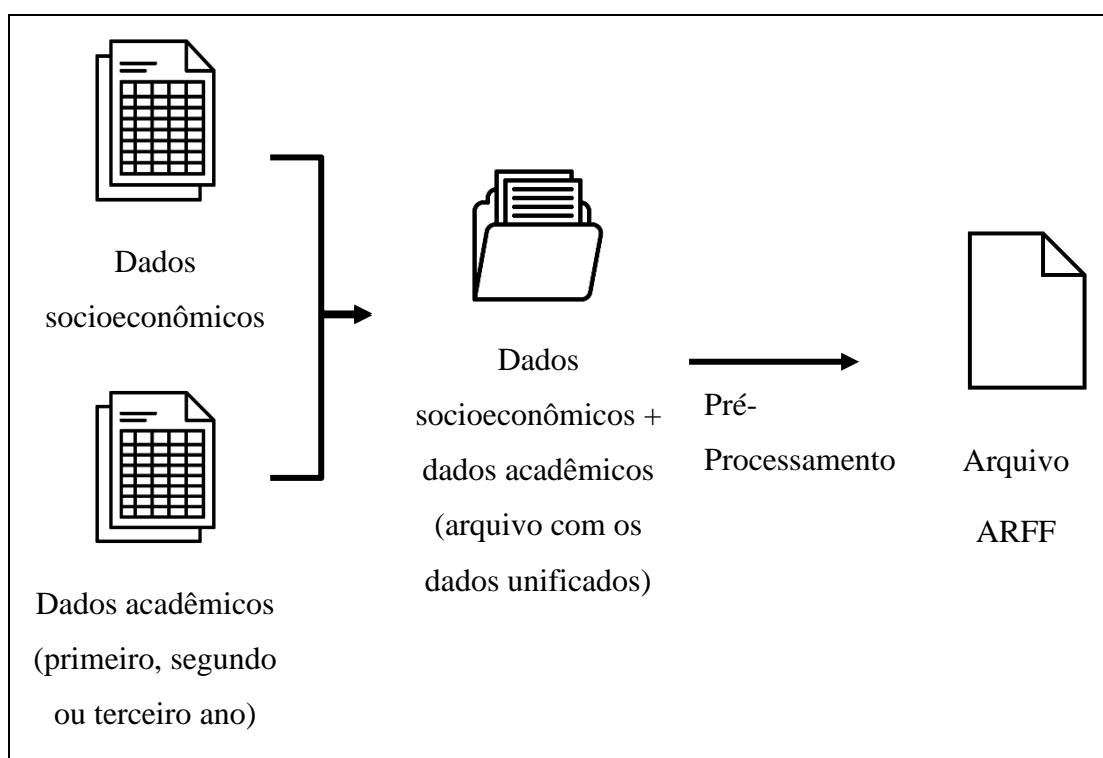 Dados
socioeconômicos
Dados acadêmicos
(primeiro, segundo
ou terceiro ano)
Dados
socioeconômicos +
dados acadêmicos
(arquivo com os
dados unificados)
Pré-
Processamento
Arquivo
ARFF